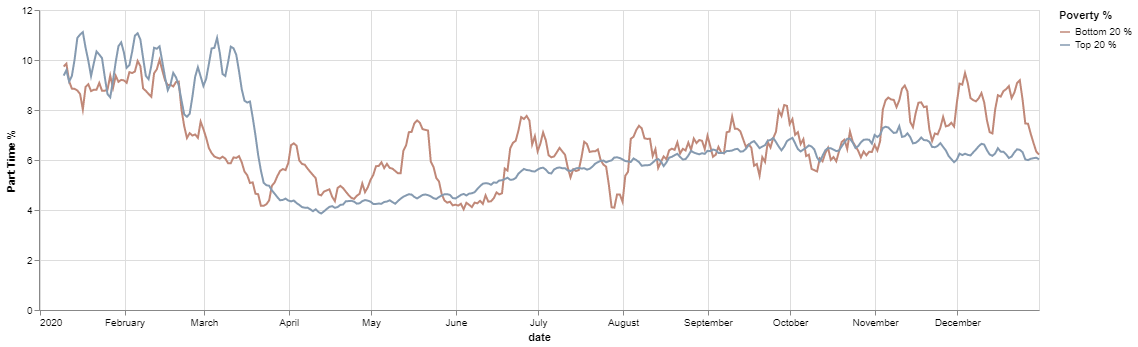 12
10
8
6
4
2
0
Part Time %
2020 February March April May June July August September October November December
date
Poverty %
Bottom 20 %
Top 20 %